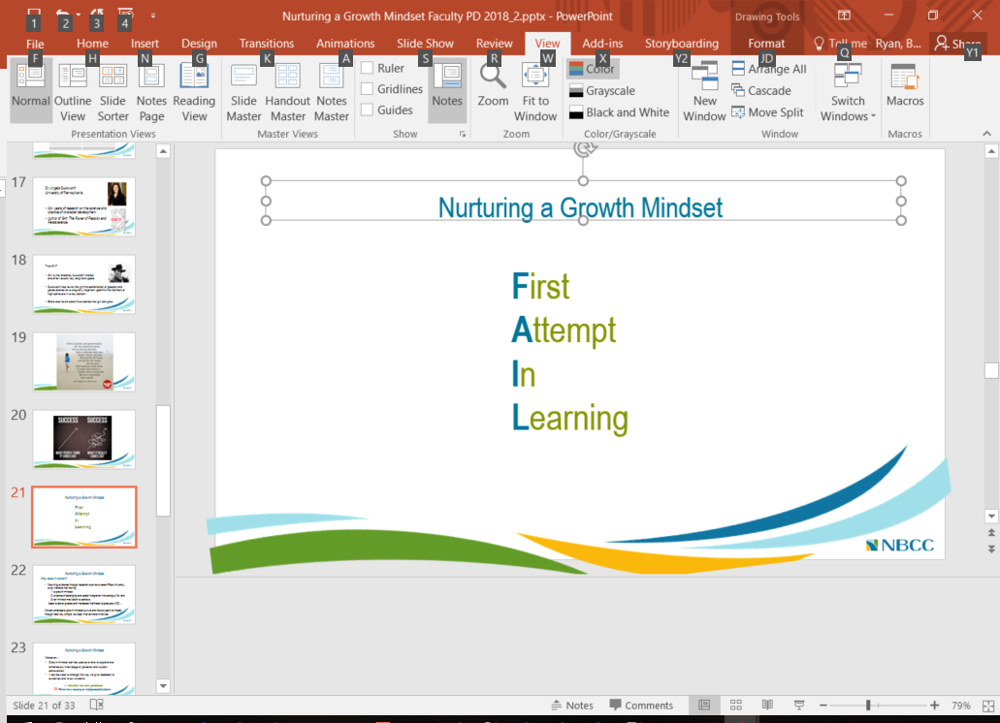 Nurturing a Growth Mindset Faculty PD 2018_2.pptx - PowerPoint
Drawing Tools
1 2 3 4
File Home Insert Design Transitions Animations Slide Show Review View Add-ins Storyboarding Format Tell me Ryan, B... Share
F H N G K A S R W X Y2 JD Q Y1
Normal
Outline View
Slide Sorter
Notes Page
Reading View
Presentation Views
Slide Master
Handout Master
Notes Master
Master Views
Ruler
Gridlines
Guides
Show
Notes
Zoom
Fit to Window
Zoom
Color
Grayscale
Black and White
Color/Grayscale
New Window
Arrange All
Cascade
Move Split
Window
Switch Windows
Macros
Macros
17
Dr. Angela Duckworth
University of Pennsylvania
18
19
20
SUCCESS SUCCESS
21
Nurturing a Growth Mindset
First
Attempt
In
Learning
22
Nurturing a Growth Mindset
Why does it matter?
23
Nurturing a Growth Mindset
Nurturing a Growth Mindset
First
Attempt
In
Learning
NBCC
Slide 21 of 33
Notes
Comments
79%